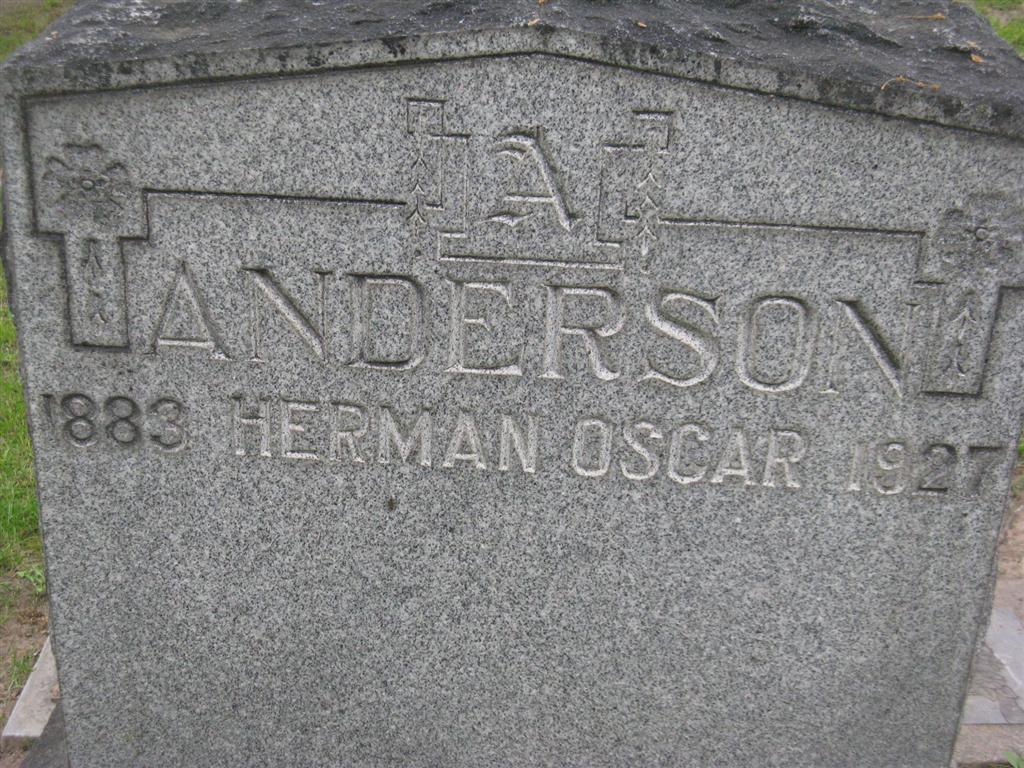 A
ANDERSON
1883 HERMAN OSCAR 1927